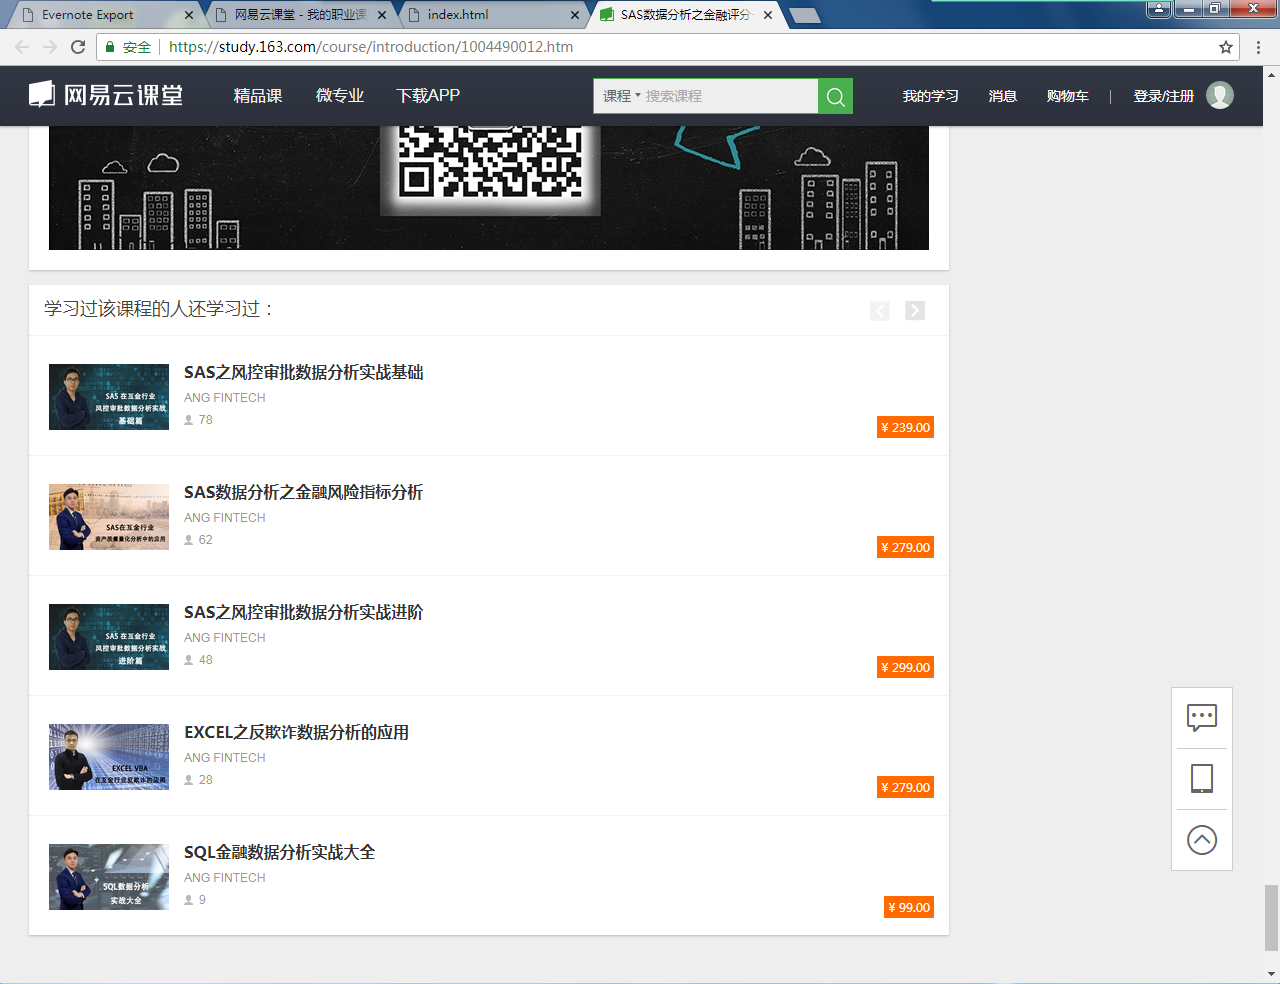 Evernote Export
网易云课堂 - 我的职业课
index.html
SAS数据分析之金融评分
安全
https://study.163.com/course/introduction/1004490012.htm
网易云课堂
精品课
微专业
下载APP
课程
搜索课程
我的学习
消息
购物车
登录/注册
学习过该课程的人还学习过：
SAS 在互金行业
风控审批数据分析实战
基础篇
SAS之风控审批数据分析实战基础
ANG FINTECH
78
¥ 239.00
SAS在互金行业
资产质量量化分析中的应用
SAS数据分析之金融风险指标分析
ANG FINTECH
62
¥ 279.00
SAS 在互金行业
风控审批数据分析实战
进阶篇
SAS之风控审批数据分析实战进阶
ANG FINTECH
48
¥ 299.00
EXCEL VBA
在互金行业反欺诈的应用
EXCEL之反欺诈数据分析的应用
ANG FINTECH
28
¥ 279.00
SQL数据分析
实战大全
SQL金融数据分析实战大全
ANG FINTECH
9
¥ 99.00